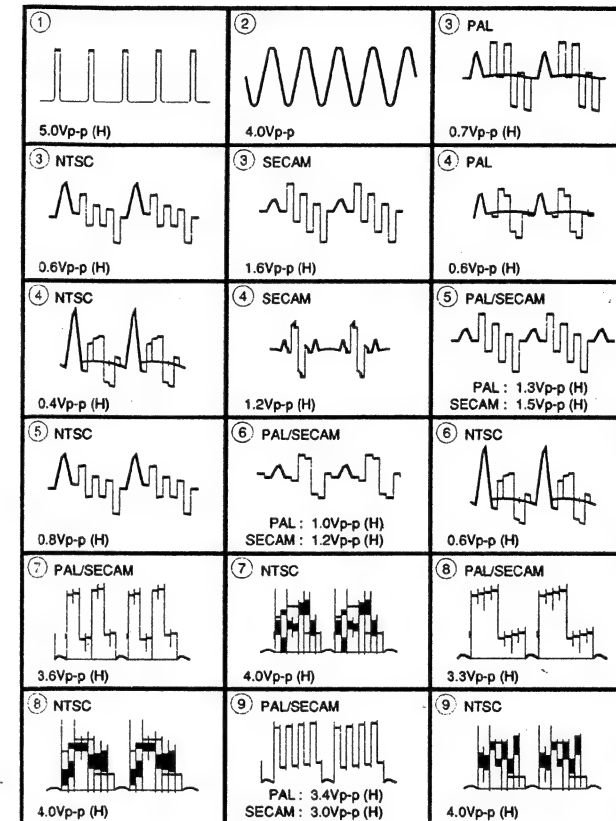 ① ② ③ PAL
5.0Vp-p (H) 4.0Vp-p 0.7Vp-p (H)
③ NTSC ③ SECAM ④ PAL
0.6Vp-p (H) 1.6Vp-p (H) 0.6Vp-p (H)
④ NTSC ④ SECAM ⑤ PAL/SECAM
PAL : 1.3Vp-p (H)
0.4Vp-p (H) 1.2Vp-p (H) SECAM : 1.5Vp-p (H)
⑤ NTSC ⑥ PAL/SECAM ⑥ NTSC
PAL : 1.0Vp-p (H)
0.8Vp-p (H) SECAM : 1.2Vp-p (H) 0.6Vp-p (H)
⑦ PAL/SECAM ⑦ NTSC ⑧ PAL/SECAM
3.6Vp-p (H) 4.0Vp-p (H) 3.3Vp-p (H)
⑧ NTSC ⑨ PAL/SECAM ⑨ NTSC
PAL : 3.4Vp-p (H)
4.0Vp-p (H) SECAM : 3.0Vp-p (H) 4.0Vp-p (H)